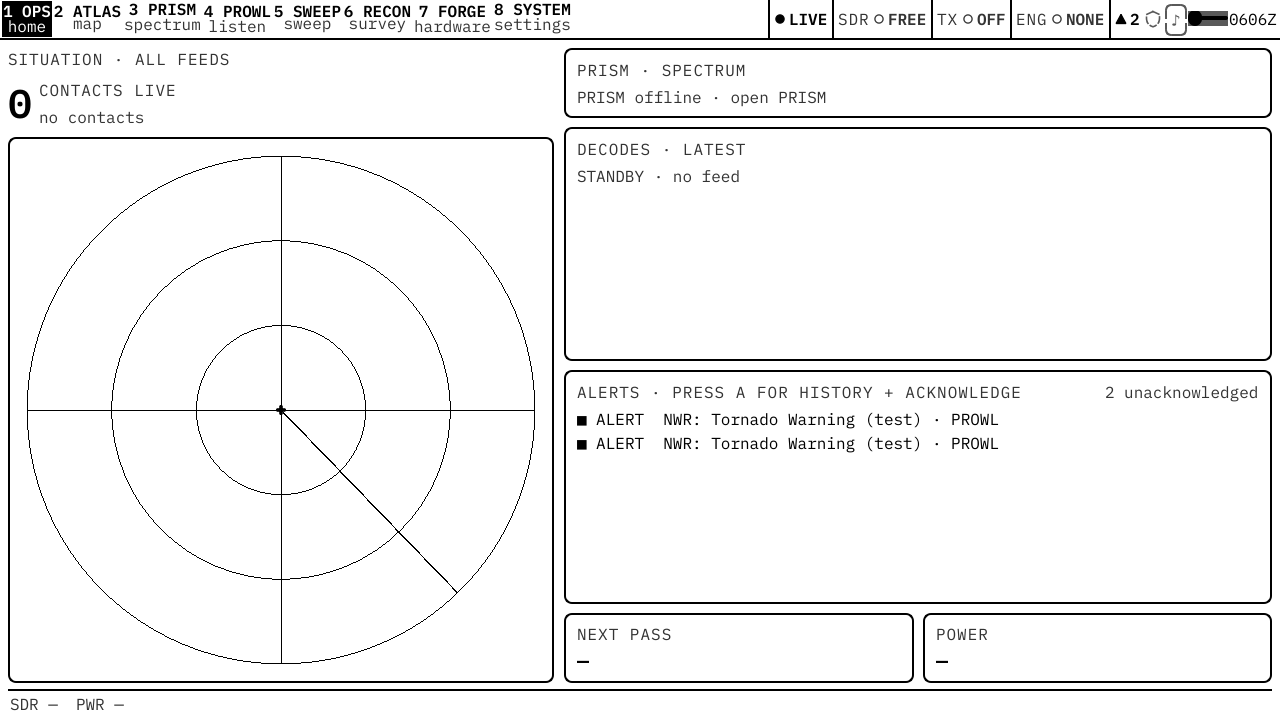 1 OPS 2 ATLAS 3 PRISM 4 PROWL 5 SWEEP 6 RECON 7 FORGE 8 SYSTEM
home map spectrum listen sweep survey hardware settings
● LIVE SDR ○ FREE TX ○ OFF ENG ○ NONE ▲ 2 ♪ 0606Z
SITUATION · ALL FEEDS
0 CONTACTS LIVE
no contacts
PRISM · SPECTRUM
PRISM offline · open PRISM
DECODES · LATEST
STANDBY · no feed
ALERTS · PRESS A FOR HISTORY + ACKNOWLEDGE 2 unacknowledged
■ ALERT NWR: Tornado Warning (test) · PROWL
■ ALERT NWR: Tornado Warning (test) · PROWL
NEXT PASS
—
POWER
—
SDR — PWR —